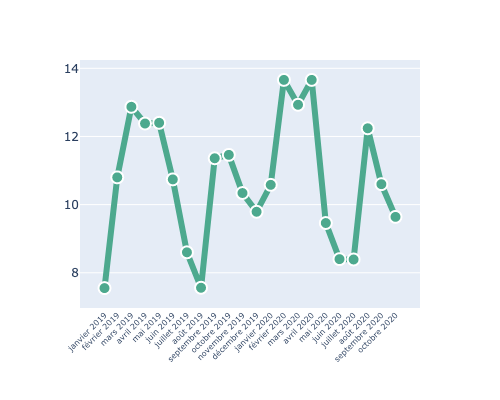 14
12
10
8
janvier 2019
février 2019
mars 2019
avril 2019
mai 2019
juin 2019
juillet 2019
août 2019
septembre 2019
octobre 2019
novembre 2019
décembre 2019
janvier 2020
février 2020
mars 2020
avril 2020
mai 2020
juin 2020
juillet 2020
août 2020
septembre 2020
octobre 2020